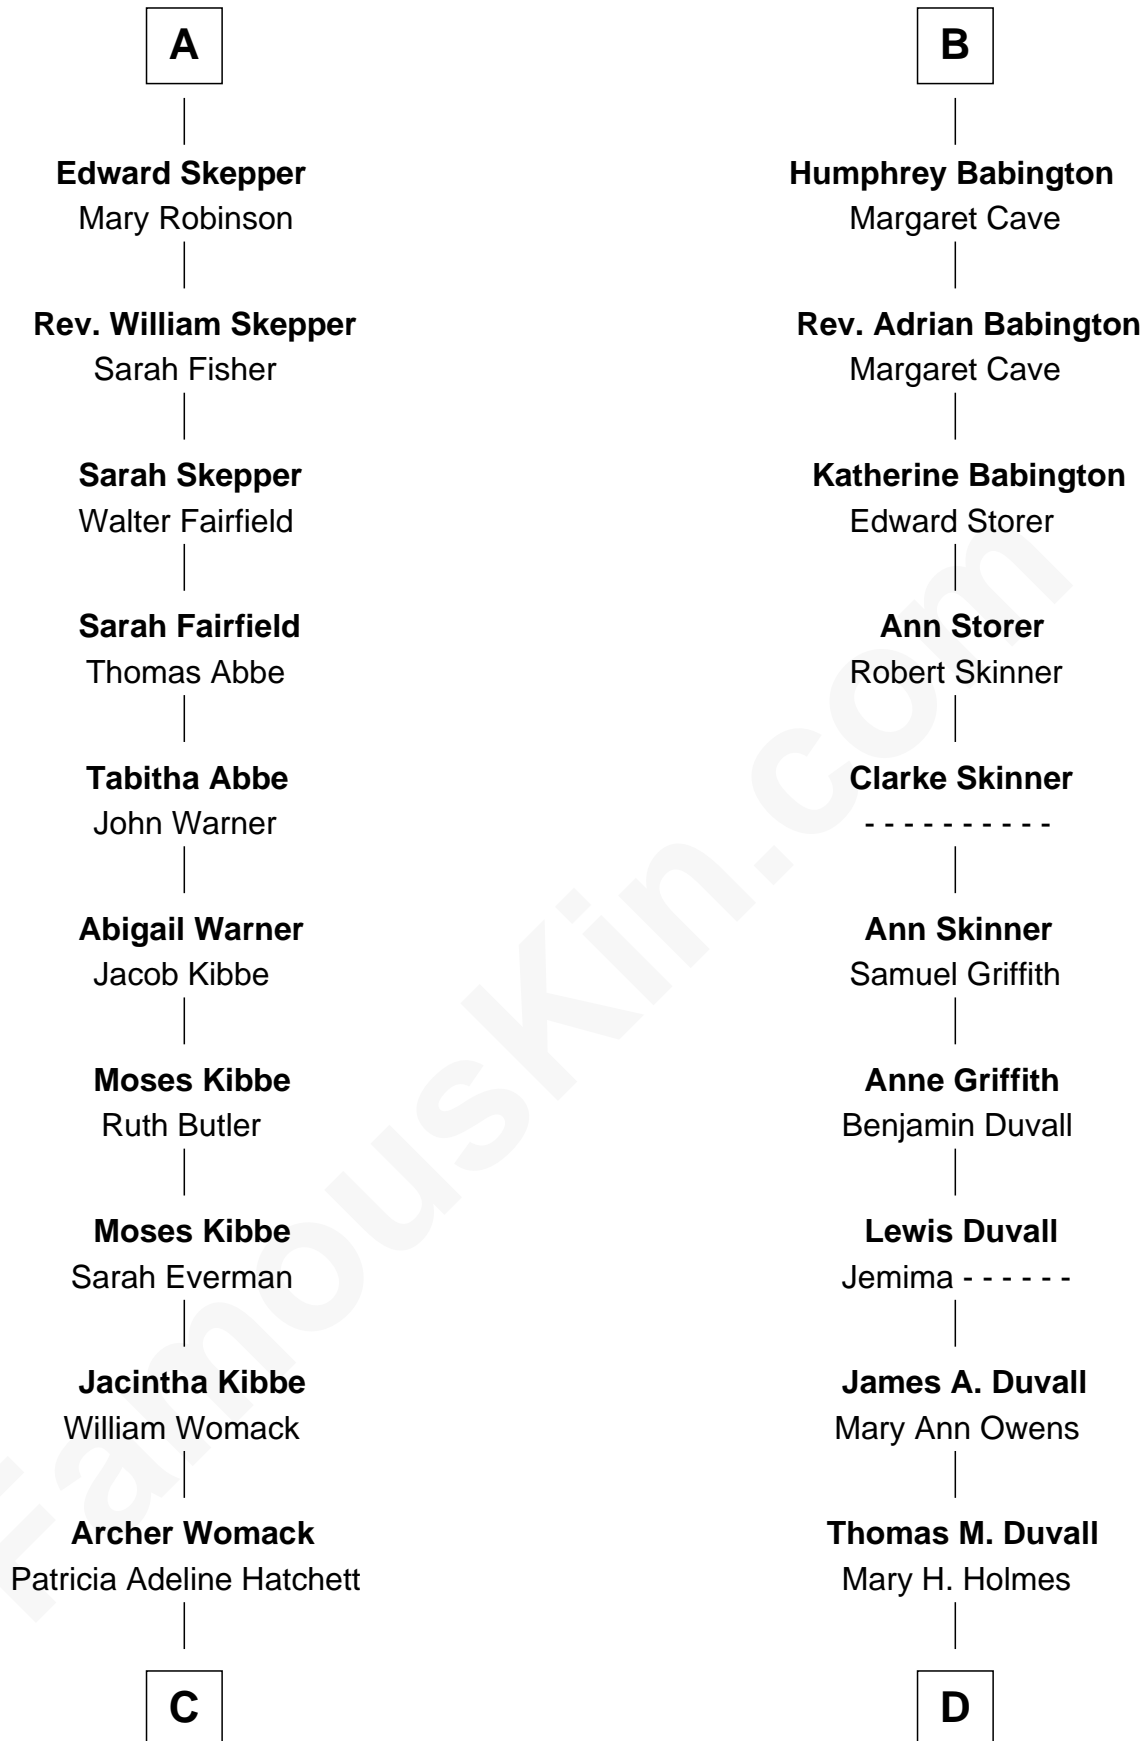 A
Edward Skepper
Mary Robinson
Rev. William Skepper
Sarah Fisher
Sarah Skepper
Walter Fairfield
Sarah Fairfield
Thomas Abbe
Tabitha Abbe
John Warner
Abigail Warner
Jacob Kibbe
Moses Kibbe
Ruth Butler
Moses Kibbe
Sarah Everman
Jacintha Kibbe
William Womack
Archer Womack
Patricia Adeline Hatchett
C
B
Humphrey Babington
Margaret Cave
Rev. Adrian Babington
Margaret Cave
Katherine Babington
Edward Storer
Ann Storer
Robert Skinner
Clarke Skinner
- - - - - - - - - -
Ann Skinner
Samuel Griffith
Anne Griffith
Benjamin Duvall
Lewis Duvall
Jemima - - - - - -
James A. Duvall
Mary Ann Owens
Thomas M. Duvall
Mary H. Holmes
D
FamousKin.com